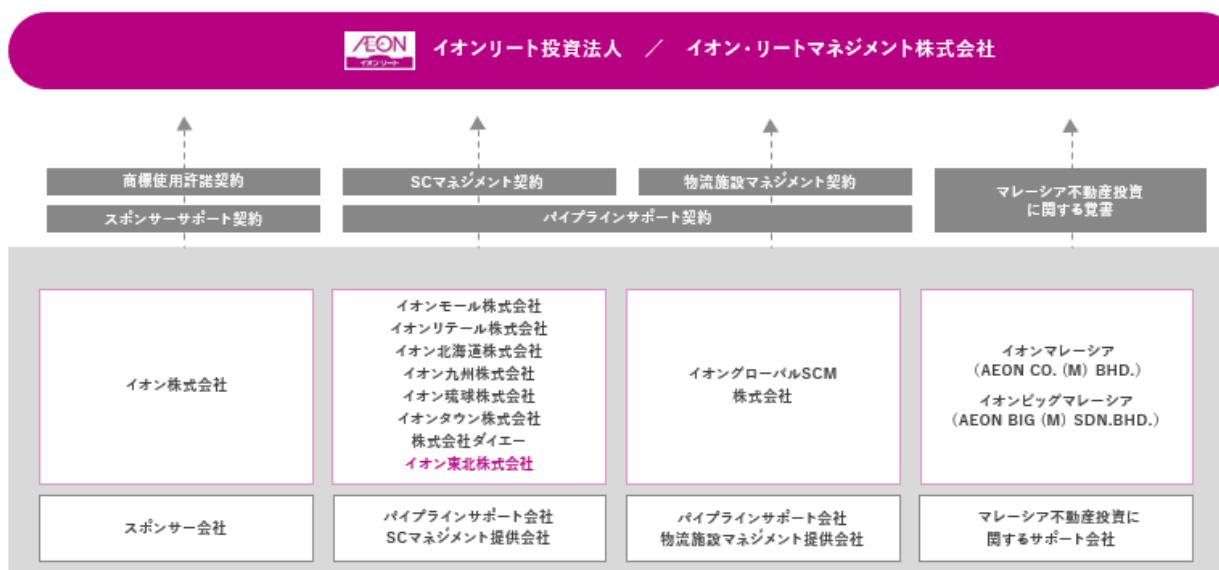 ÆON
イオンリート
イオンリート投資法人 ／ イオン・リートマネジメント株式会社
商標使用許諾契約
SCマネジメント契約
物流施設マネジメント契約
マレーシア不動産投資
に関する覚書
スポンサーサポート契約
パイプラインサポート契約
イオン株式会社
イオンモール株式会社
イオンリテール株式会社
イオン北海道株式会社
イオン九州株式会社
イオン琉球株式会社
イオンタウン株式会社
株式会社ダイエー
イオン東北株式会社
イオングローバルSCM
株式会社
イオンマレーシア
（AEON CO. (M) BHD.）
イオンビッグマレーシア
（AEON BIG (M) SDN.BHD.）
スポンサー会社
パイプラインサポート会社
SCマネジメント提供会社
パイプラインサポート会社
物流施設マネジメント提供会社
マレーシア不動産投資に
関するサポート会社